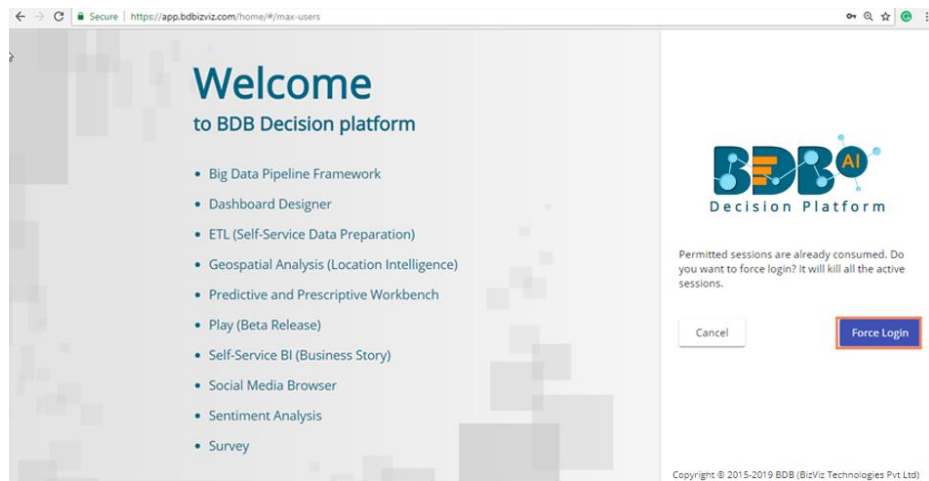 Secure | https://app.bdbizviz.com/home/#/max-users
Welcome
to BDB Decision platform
• Big Data Pipeline Framework
• Dashboard Designer
• ETL (Self-Service Data Preparation)
• Geospatial Analysis (Location Intelligence)
• Predictive and Prescriptive Workbench
• Play (Beta Release)
• Self-Service BI (Business Story)
• Social Media Browser
• Sentiment Analysis
• Survey
BDB AI
Decision Platform
Permitted sessions are already consumed. Do
you want to force login? It will kill all the active
sessions.
Cancel
Force Login
Copyright © 2015-2019 BDB (BizViz Technologies Pvt Ltd)